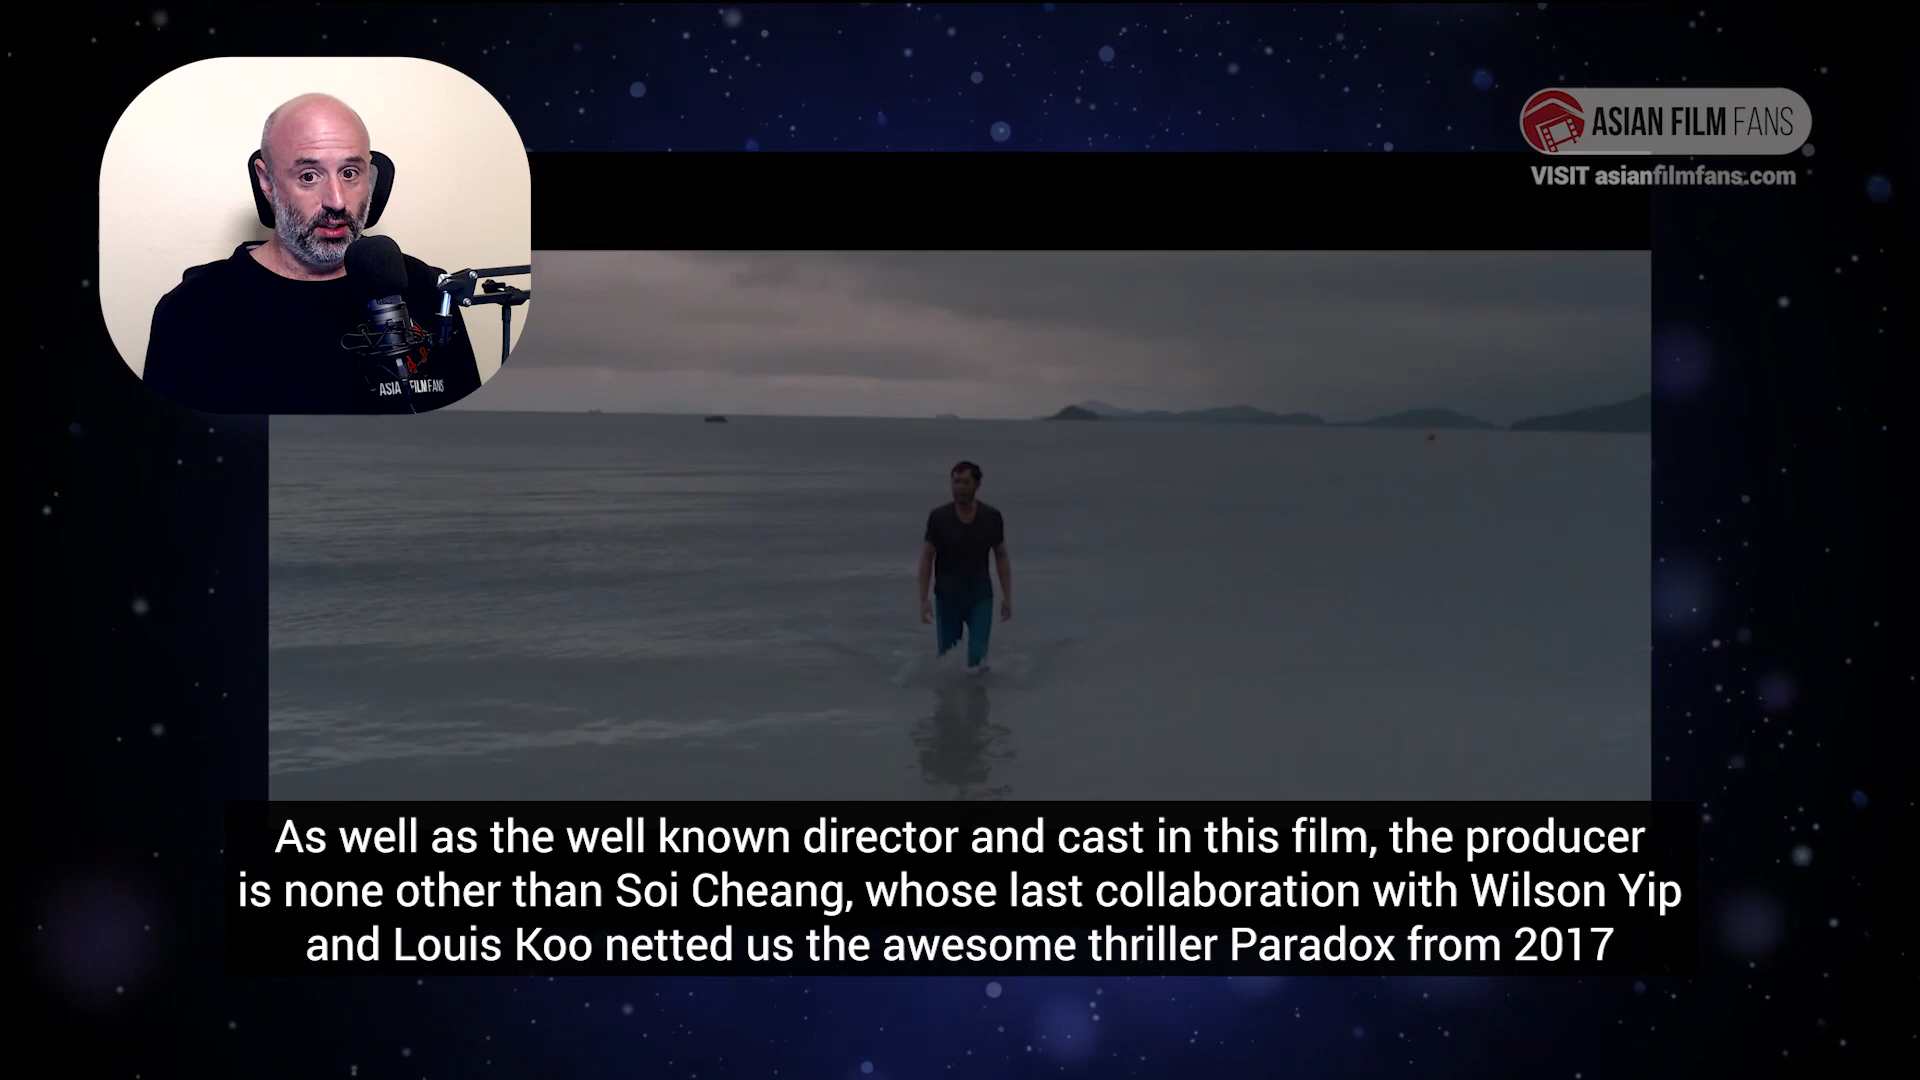 ASIAN FILM FANS
VISIT asianfilmfans.com
ASIA FILM FANS
As well as the well known director and cast in this film, the producer
is none other than Soi Cheang, whose last collaboration with Wilson Yip
and Louis Koo netted us the awesome thriller Paradox from 2017